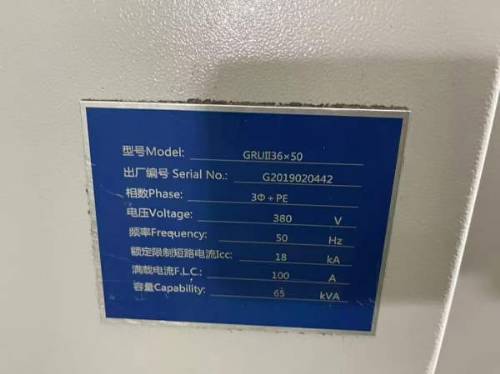 型号Model: GRUII36×50
出厂编号 Serial No.: G2019020442
相数Phase: 3Φ+PE
电压Voltage: 380 V
频率Frequency: 50 Hz
额定限制短路电流Icc: 18 kA
满载电流F.L.C.: 100 A
容量Capability: 65 kVA